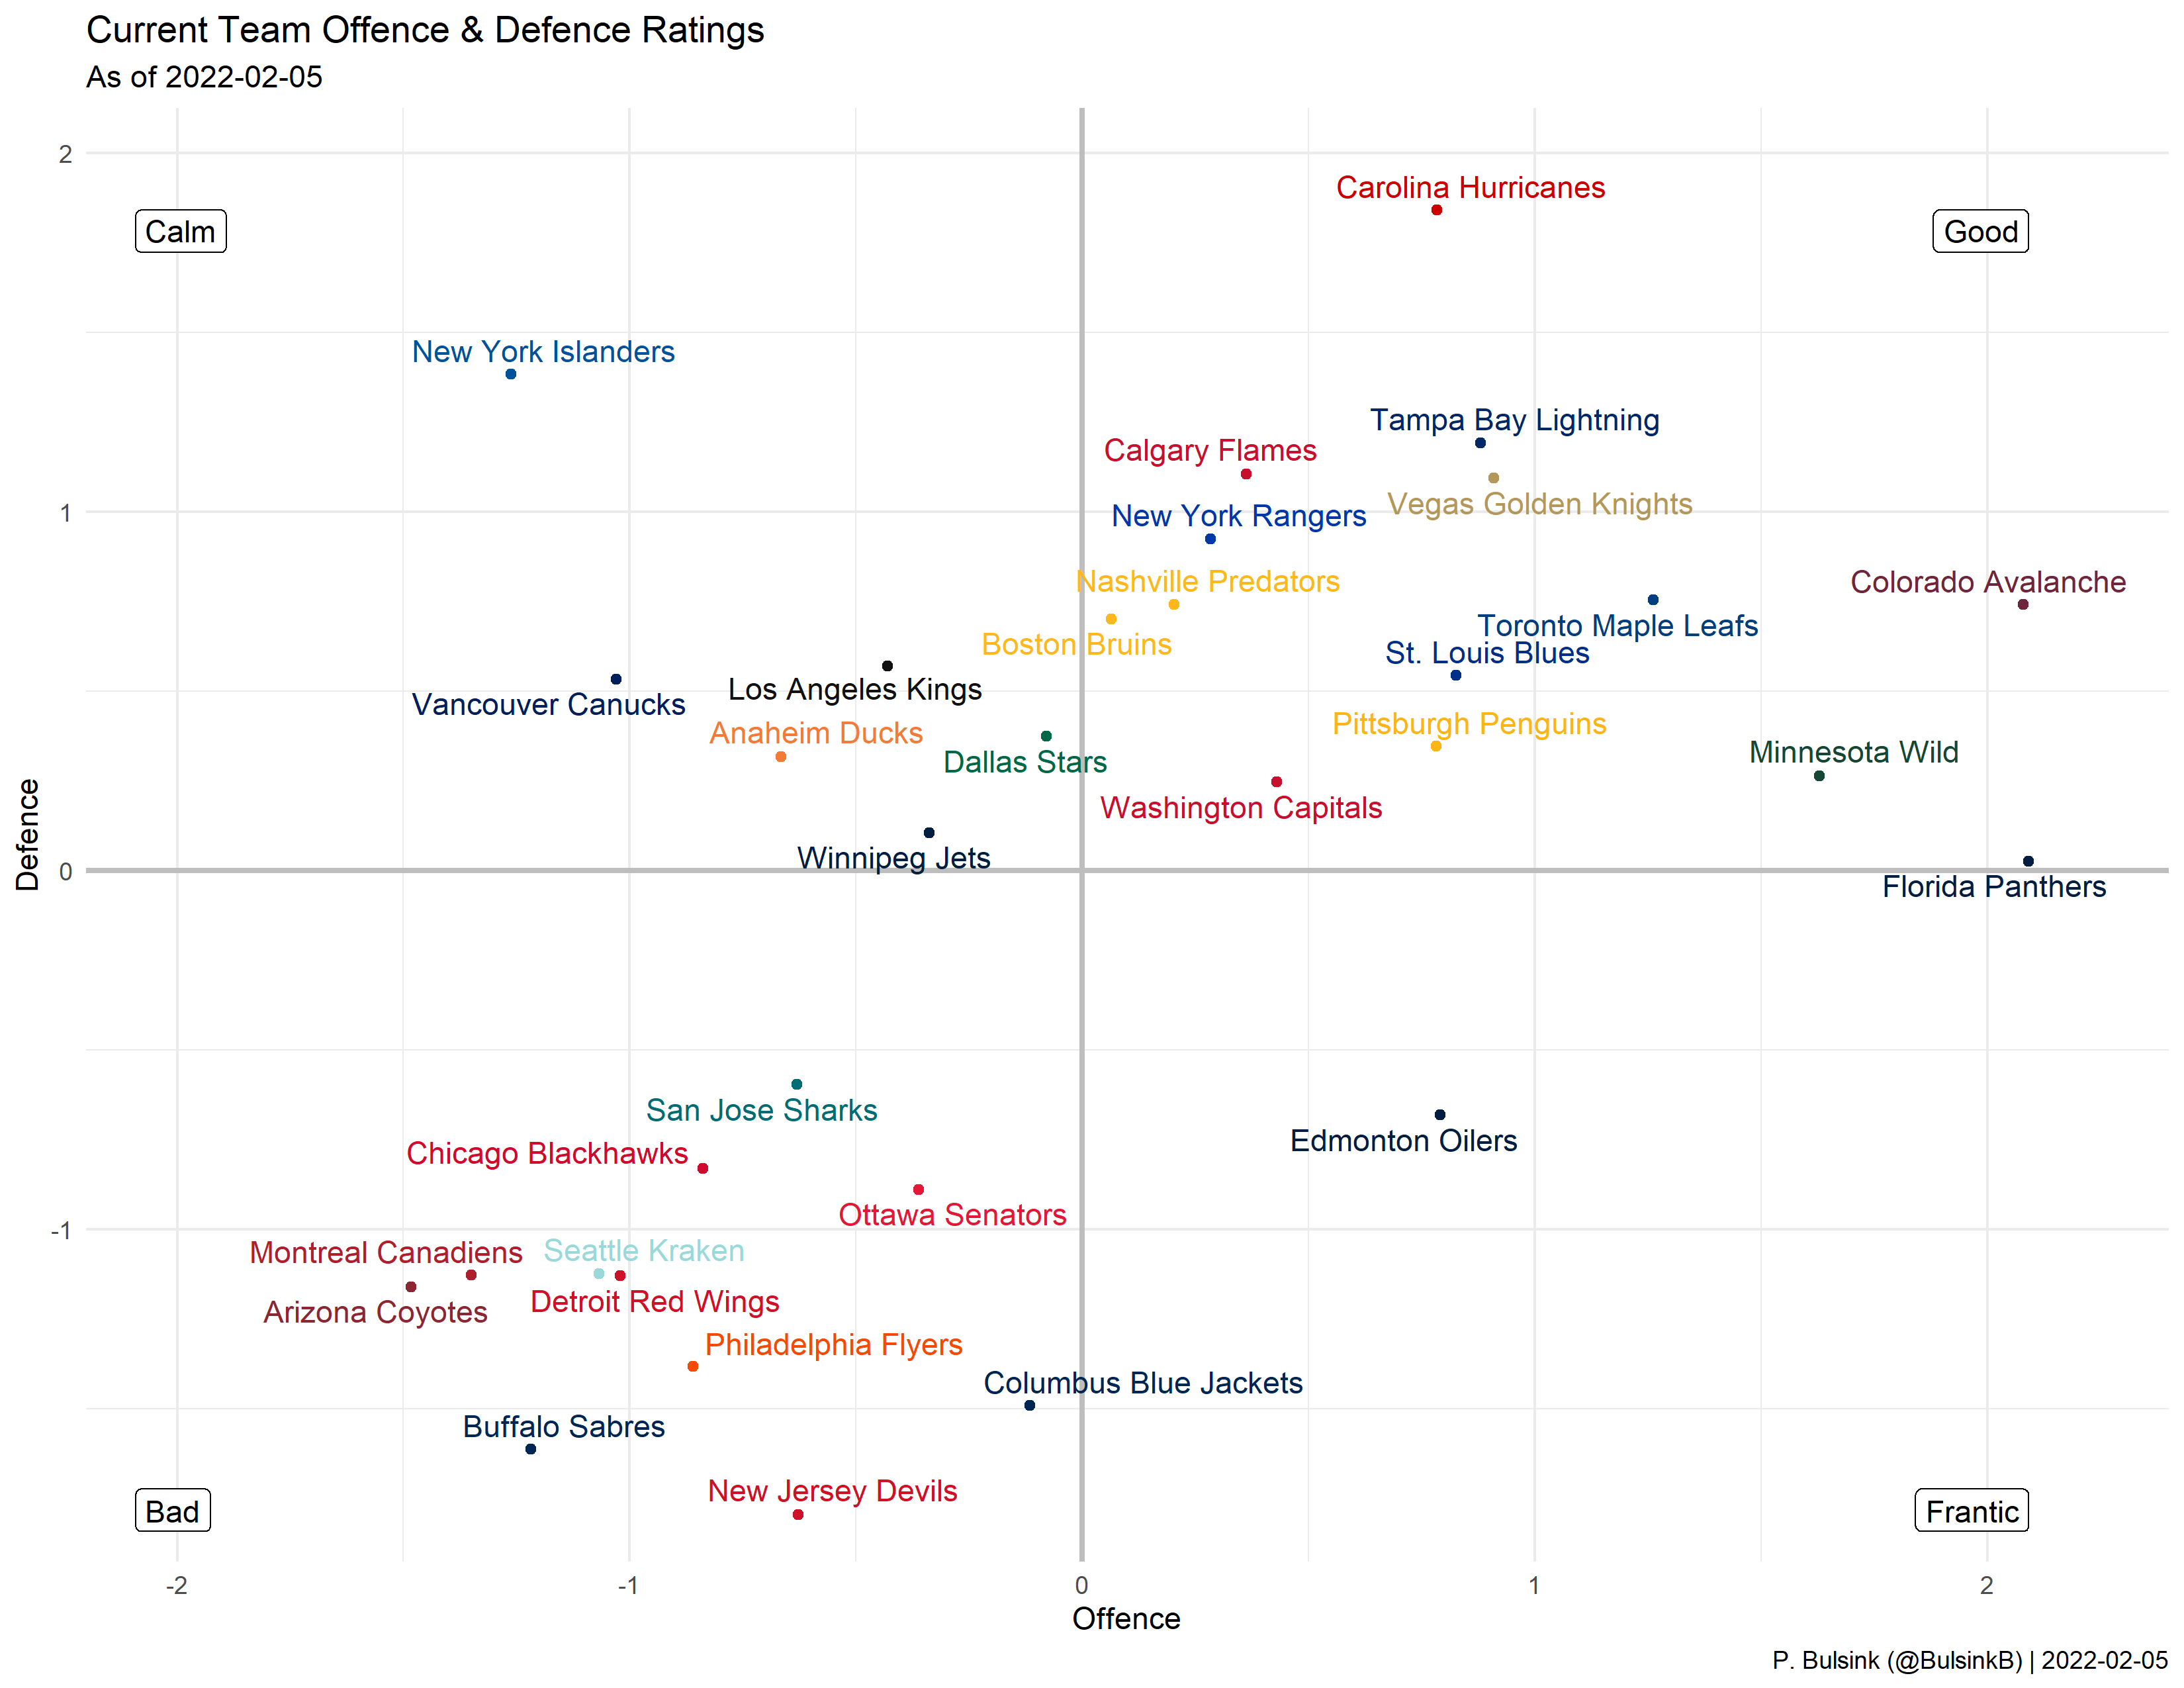 Current Team Offence & Defence Ratings
As of 2022-02-05
2
Carolina Hurricanes
Calm
Good
New York Islanders
Tampa Bay Lightning
Calgary Flames
Vegas Golden Knights
1
New York Rangers
Nashville Predators
Colorado Avalanche
Toronto Maple Leafs
Boston Bruins
St. Louis Blues
Los Angeles Kings
Vancouver Canucks
Pittsburgh Penguins
Anaheim Ducks
Minnesota Wild
Dallas Stars
Washington Capitals
Defence
Winnipeg Jets
0
Florida Panthers
San Jose Sharks
Edmonton Oilers
Chicago Blackhawks
Ottawa Senators
-1
Montreal Canadiens
Seattle Kraken
Detroit Red Wings
Arizona Coyotes
Philadelphia Flyers
Columbus Blue Jackets
Buffalo Sabres
New Jersey Devils
Bad
Frantic
-2
-1
0
1
2
Offence
P. Bulsink (@BulsinkB) | 2022-02-05